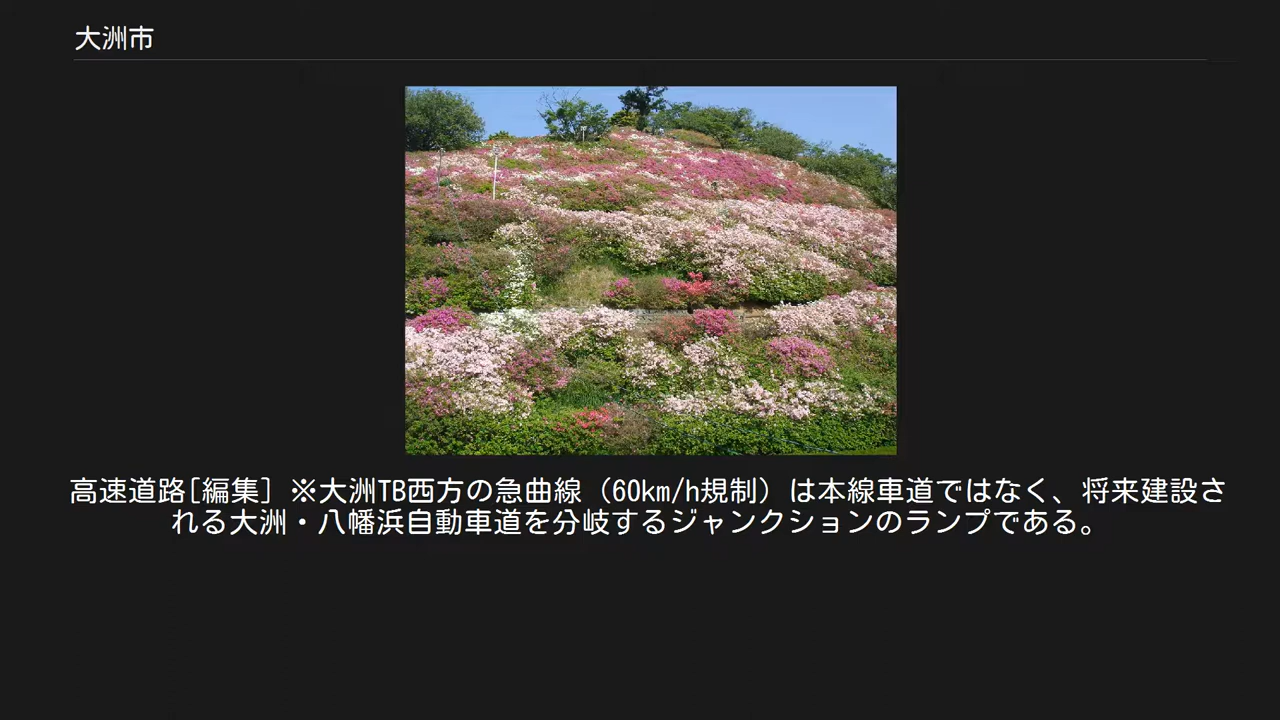 大洲市
高速道路[編集] ※大洲TB西方の急曲線（60km/h規制）は本線車道ではなく、将来建設さ
れる大洲・八幡浜自動車道を分岐するジャンクションのランプである。